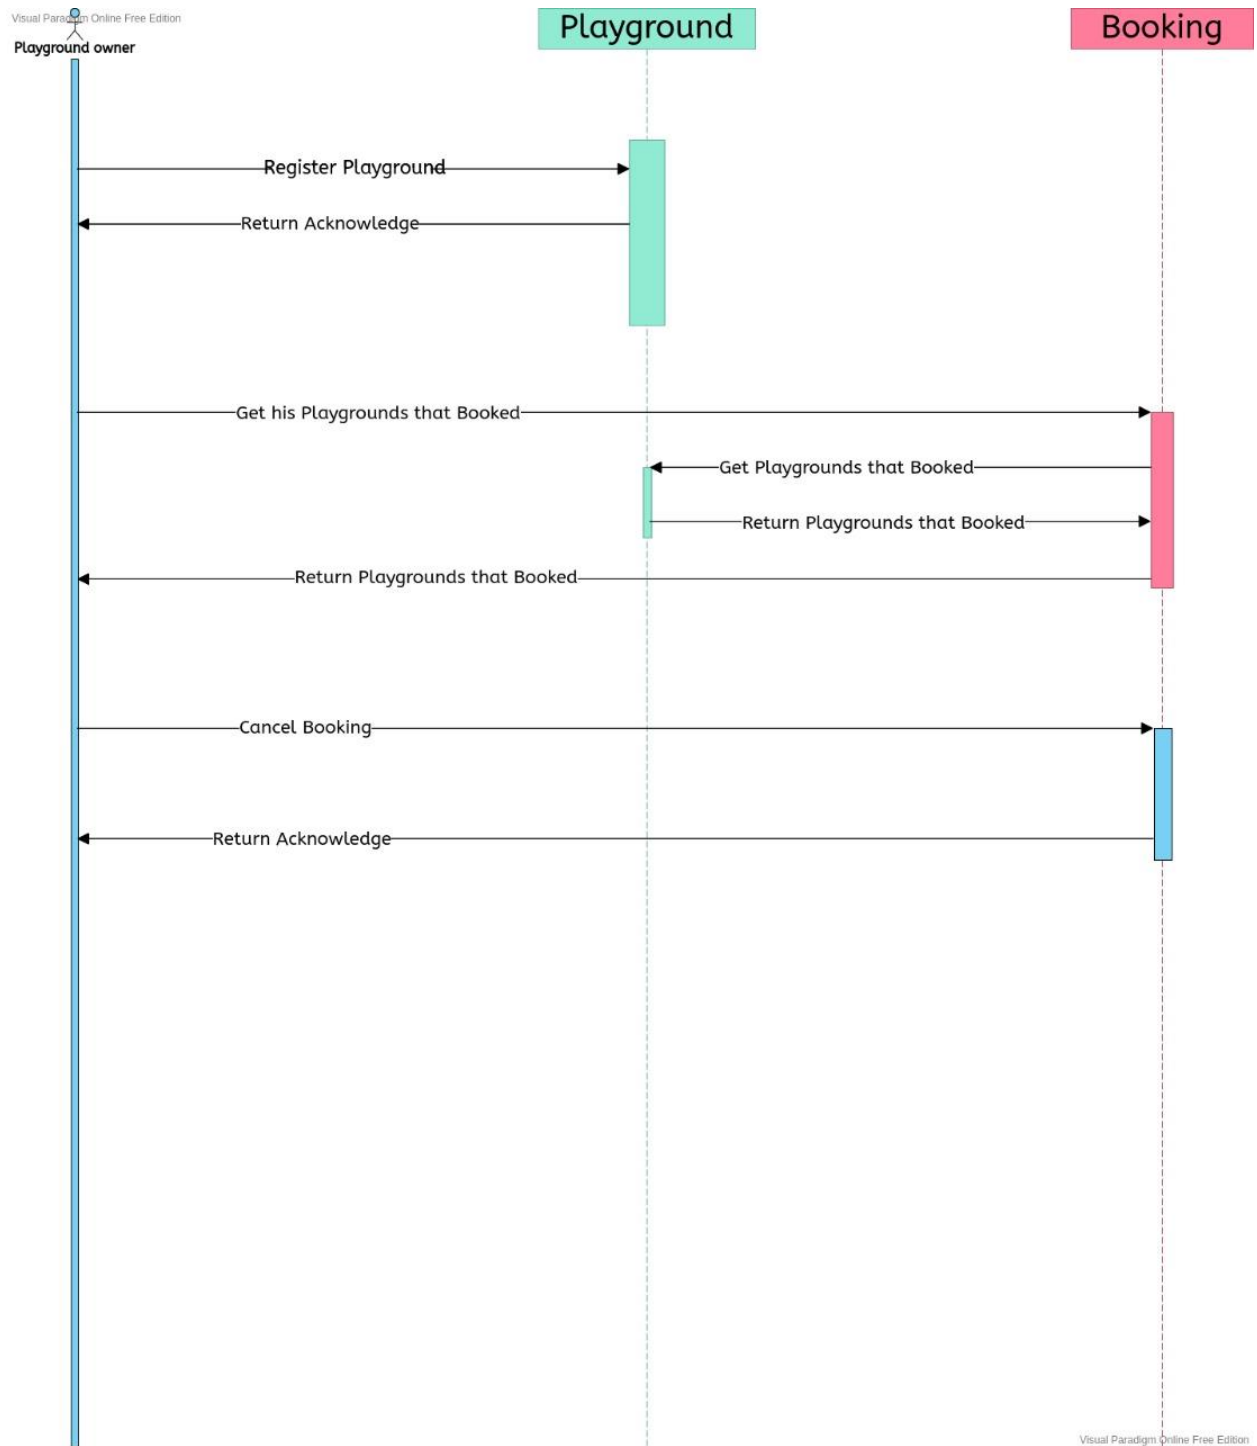 Visual Paradigm Online Free Edition
Playground owner
Playground
Booking
Register Playground
Return Acknowledge
Get his Playgrounds that Booked
Get Playgrounds that Booked
Return Playgrounds that Booked
Return Playgrounds that Booked
Cancel Booking
Return Acknowledge
Visual Paradigm Online Free Edition